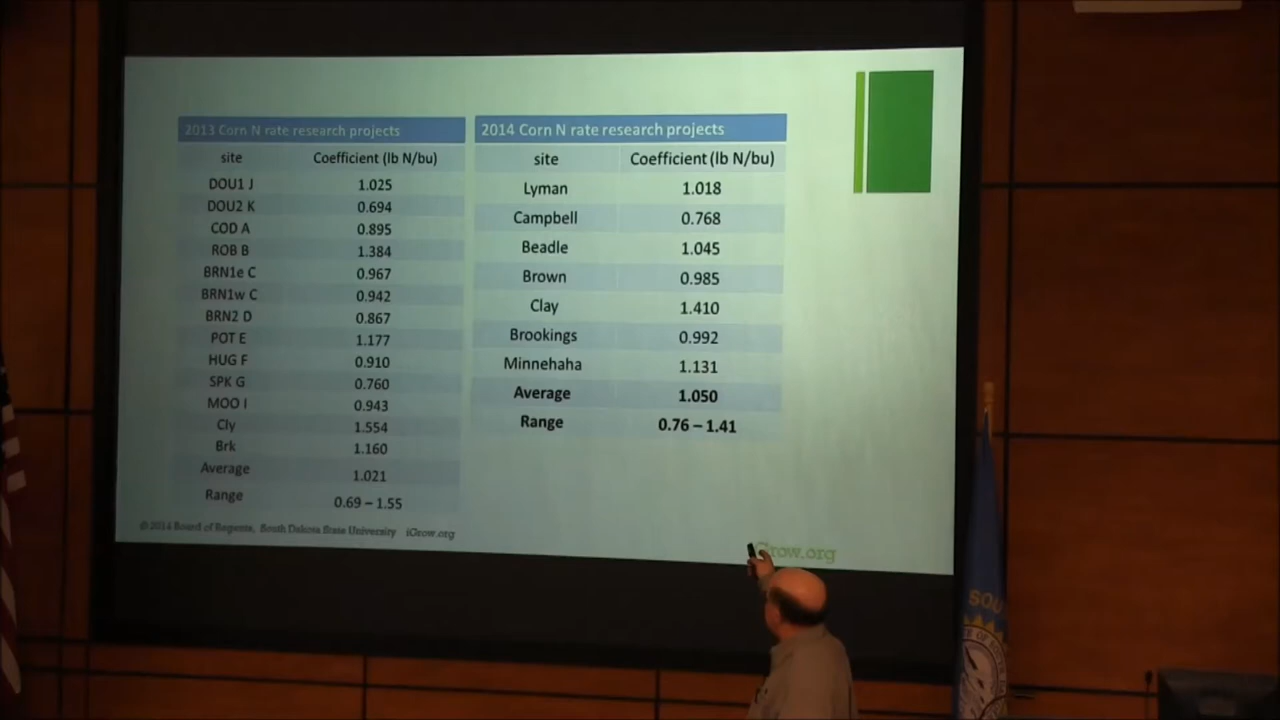 2013 Corn N rate research projects
site Coefficient (lb N/bu)
DOU1 J 1.025
DOU2 K 0.694
COD A 0.895
ROB B 1.384
BRN1e C 0.967
BRN1w C 0.942
BRN2 D 0.867
POT E 1.177
HUG F 0.910
SPK G 0.760
MOO I 0.943
Cly 1.554
Brk 1.160
Average 1.021
Range 0.69 – 1.55
2014 Corn N rate research projects
site Coefficient (lb N/bu)
Lyman 1.018
Campbell 0.768
Beadle 1.045
Brown 0.985
Clay 1.410
Brookings 0.992
Minnehaha 1.131
Average 1.050
Range 0.76 – 1.41
© 2014 Board of Regents, South Dakota State University iGrow.org
iGrow.org
SOU